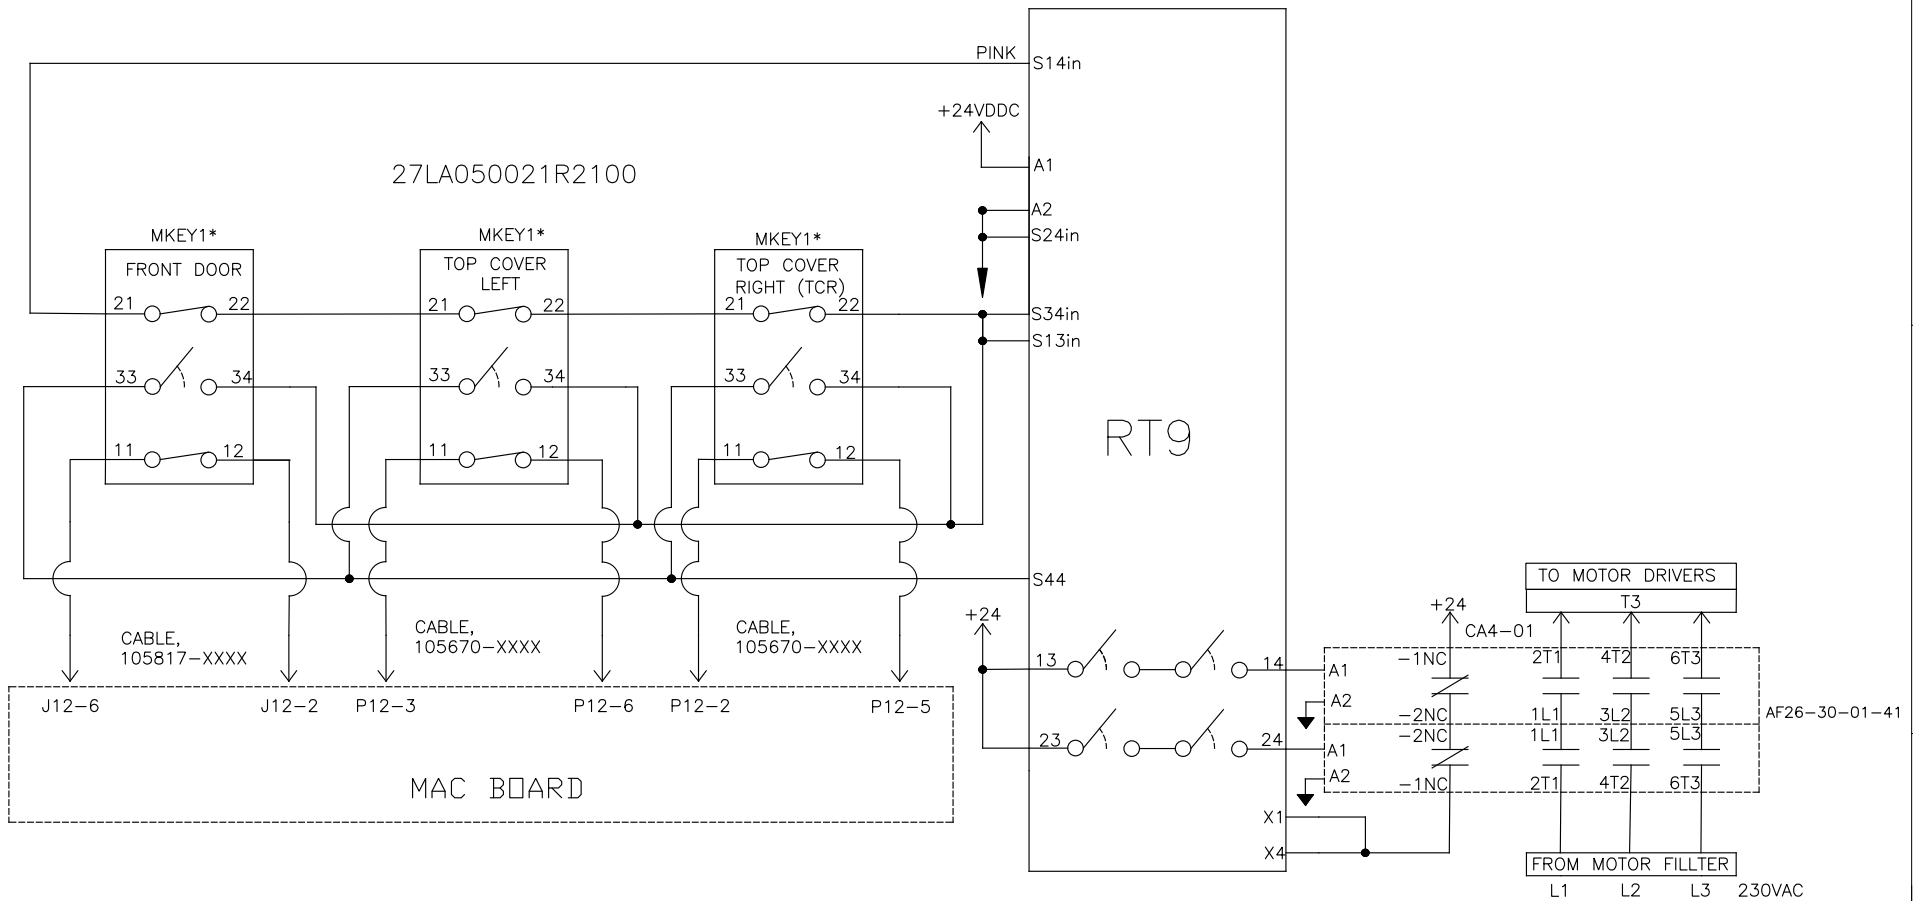 PINK
S14in
+24VDDC
A1
27LA050021R2100
A2
S24in
MKEY1*
MKEY1*
MKEY1*
FRONT DOOR
TOP COVER
LEFT
TOP COVER
RIGHT (TCR)
21 22
21 22
21 22
S34in
S13in
33 34
33 34
33 34
RT9
11 12
11 12
11 12
S44
TO MOTOR DRIVERS
T3
+24
+24
CA4-01
CABLE,
105817-XXXX
CABLE,
105670-XXXX
CABLE,
105670-XXXX
13 14
A1
-1NC 2T1 4T2 6T3
A2
J12-6 J12-2 P12-3 P12-6 P12-2 P12-5
-2NC 1L1 3L2 5L3
AF26-30-01-41
23 24
-2NC 1L1 3L2 5L3
A1
A2
-1NC 2T1 4T2 6T3
MAC BOARD
X1
X4
FROM MOTOR FILLTER
L1 L2 L3 230VAC